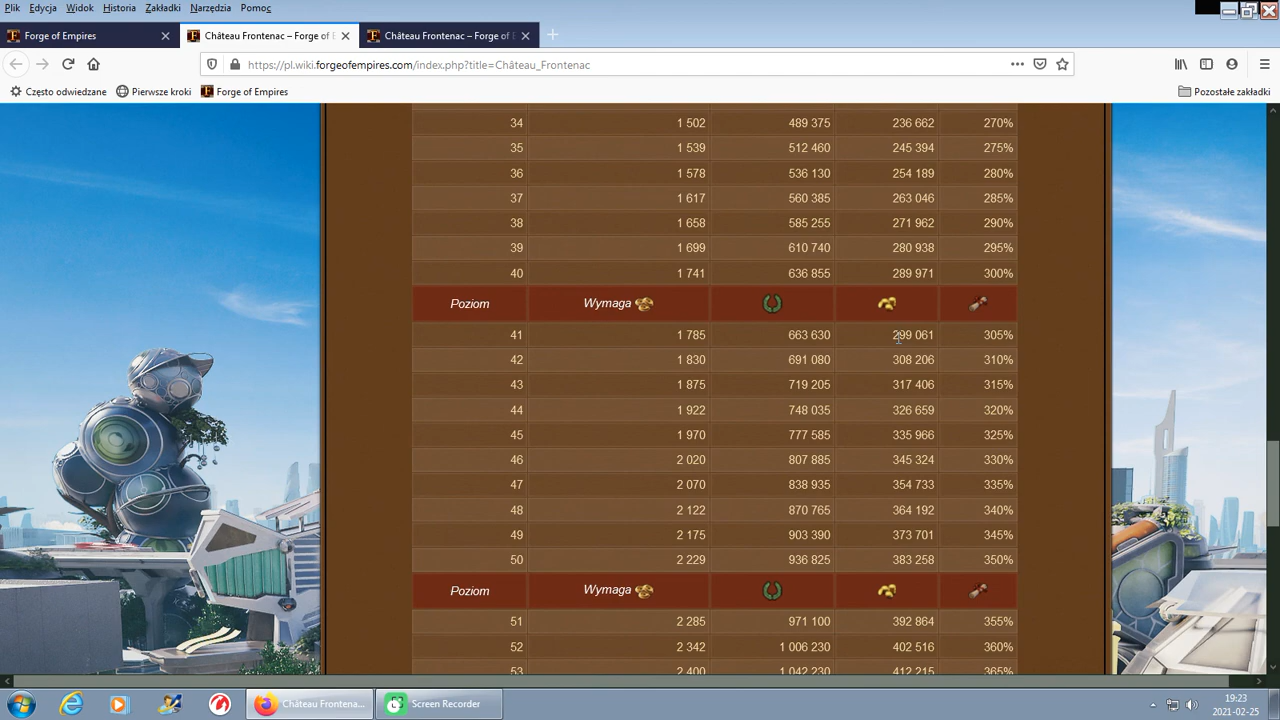 Plik Edycja Widok Historia Zakładki Narzędzia Pomoc
Forge of Empires
Château Frontenac – Forge of E
Château Frontenac – Forge of E
https://pl.wiki.forgeofempires.com/index.php?title=Château_Frontenac
Często odwiedzane Pierwsze kroki Forge of Empires Pozostałe zakładki
34 1 502 489 375 236 662 270%
35 1 539 512 460 245 394 275%
36 1 578 536 130 254 189 280%
37 1 617 560 385 263 046 285%
38 1 658 585 255 271 962 290%
39 1 699 610 740 280 938 295%
40 1 741 636 855 289 971 300%
Poziom Wymaga
41 1 785 663 630 299 061 305%
42 1 830 691 080 308 206 310%
43 1 875 719 205 317 406 315%
44 1 922 748 035 326 659 320%
45 1 970 777 585 335 966 325%
46 2 020 807 885 345 324 330%
47 2 070 838 935 354 733 335%
48 2 122 870 765 364 192 340%
49 2 175 903 390 373 701 345%
50 2 229 936 825 383 258 350%
Poziom Wymaga
51 2 285 971 100 392 864 355%
52 2 342 1 006 230 402 516 360%
53 2 400 1 042 230 412 215 365%
Château Frontena... Screen Recorder
19:23
2021-02-25